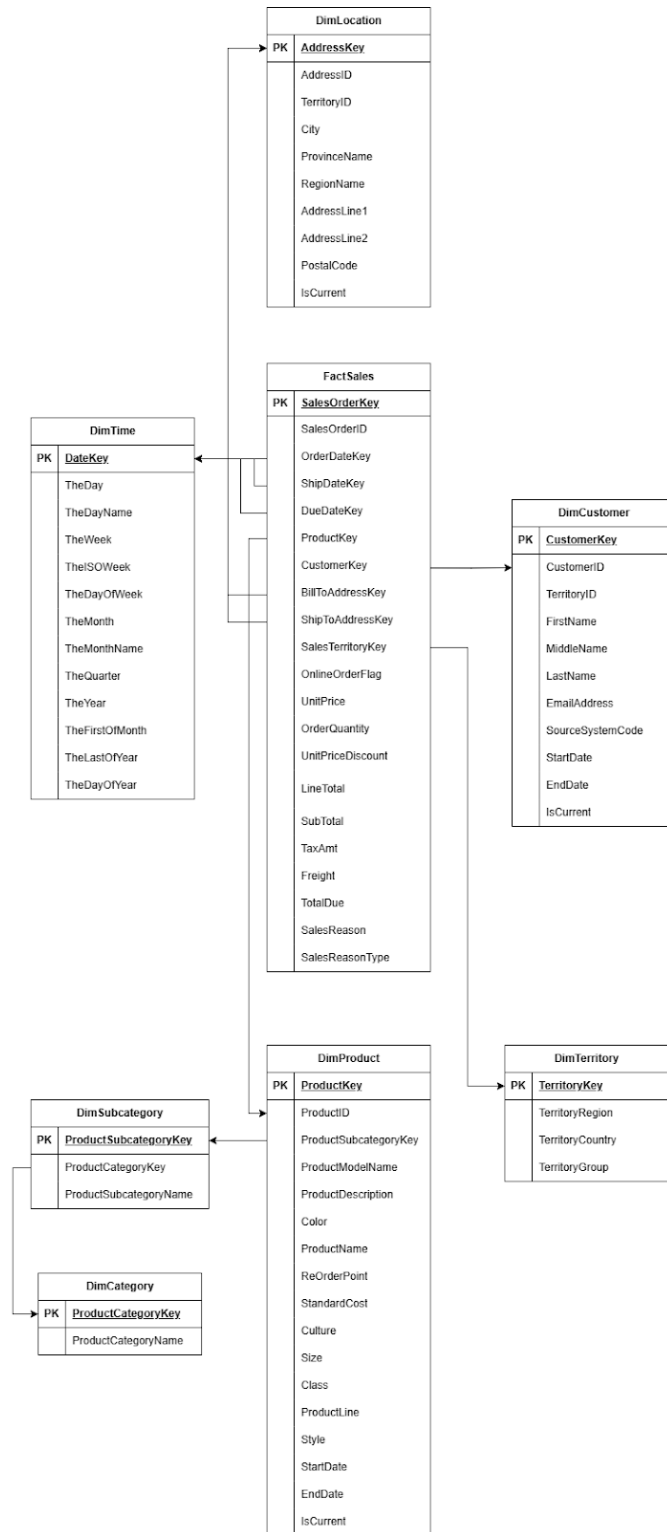 DimLocation
PK AddressKey
AddressID
TerritoryID
City
ProvinceName
RegionName
AddressLine1
AddressLine2
PostalCode
IsCurrent
FactSales
PK SalesOrderKey
SalesOrderID
OrderDateKey
ShipDateKey
DueDateKey
ProductKey
CustomerKey
BillToAddressKey
ShipToAddressKey
SalesTerritoryKey
OnlineOrderFlag
UnitPrice
OrderQuantity
UnitPriceDiscount
LineTotal
SubTotal
TaxAmt
Freight
TotalDue
SalesReason
SalesReasonType
DimTime
PK DateKey
TheDay
TheDayName
TheWeek
TheISOWeek
TheDayOfWeek
TheMonth
TheMonthName
TheQuarter
TheYear
TheFirstOfMonth
TheLastOfYear
TheDayOfYear
DimCustomer
PK CustomerKey
CustomerID
TerritoryID
FirstName
MiddleName
LastName
EmailAddress
SourceSystemCode
StartDate
EndDate
IsCurrent
DimProduct
PK ProductKey
ProductID
ProductSubcategoryKey
ProductModelName
ProductDescription
Color
ProductName
ReOrderPoint
StandardCost
Culture
Size
Class
ProductLine
Style
StartDate
EndDate
IsCurrent
DimTerritory
PK TerritoryKey
TerritoryRegion
TerritoryCountry
TerritoryGroup
DimSubcategory
PK ProductSubcategoryKey
ProductCategoryKey
ProductSubcategoryName
DimCategory
PK ProductCategoryKey
ProductCategoryName